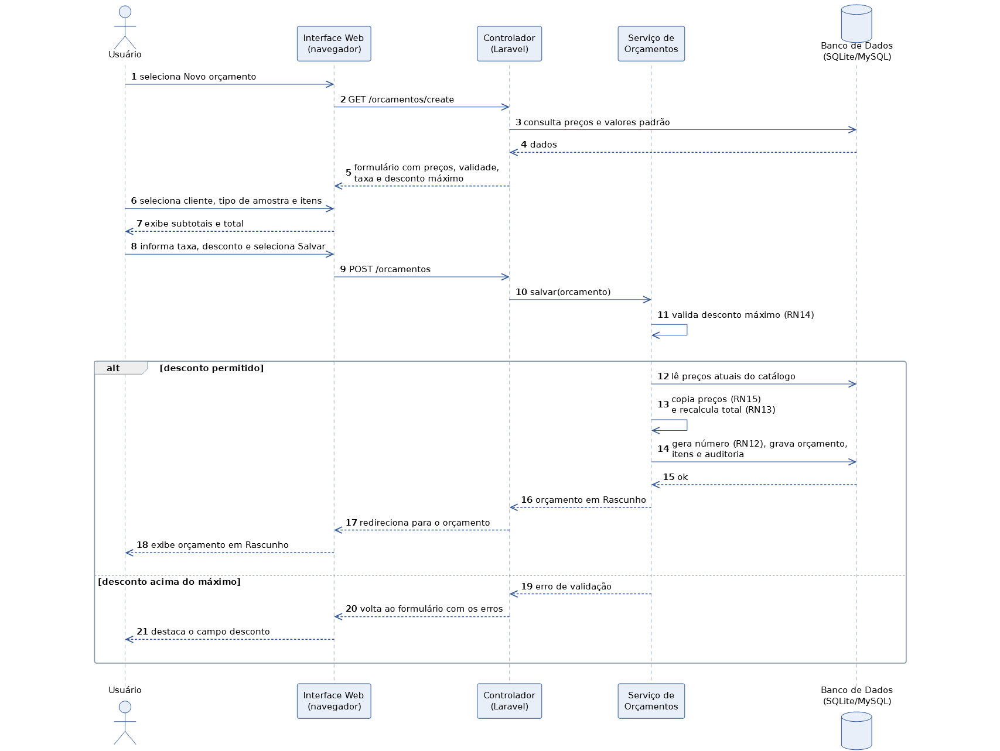 Usuário
Interface Web
(navegador)
Controlador
(Laravel)
Serviço de
Orçamentos
Banco de Dados
(SQLite/MySQL)
1 seleciona Novo orçamento
2 GET /orcamentos/create
3 consulta preços e valores padrão
4 dados
5 formulário com preços, validade,
taxa e desconto máximo
6 seleciona cliente, tipo de amostra e itens
7 exibe subtotais e total
8 informa taxa, desconto e seleciona Salvar
9 POST /orcamentos
10 salvar(orcamento)
11 valida desconto máximo (RN14)
alt [desconto permitido]
12 lê preços atuais do catálogo
13 copia preços (RN15)
e recalcula total (RN13)
14 gera número (RN12), grava orçamento,
itens e auditoria
15 ok
16 orçamento em Rascunho
17 redireciona para o orçamento
18 exibe orçamento em Rascunho
[desconto acima do máximo]
19 erro de validação
20 volta ao formulário com os erros
21 destaca o campo desconto
Usuário
Interface Web
(navegador)
Controlador
(Laravel)
Serviço de
Orçamentos
Banco de Dados
(SQLite/MySQL)